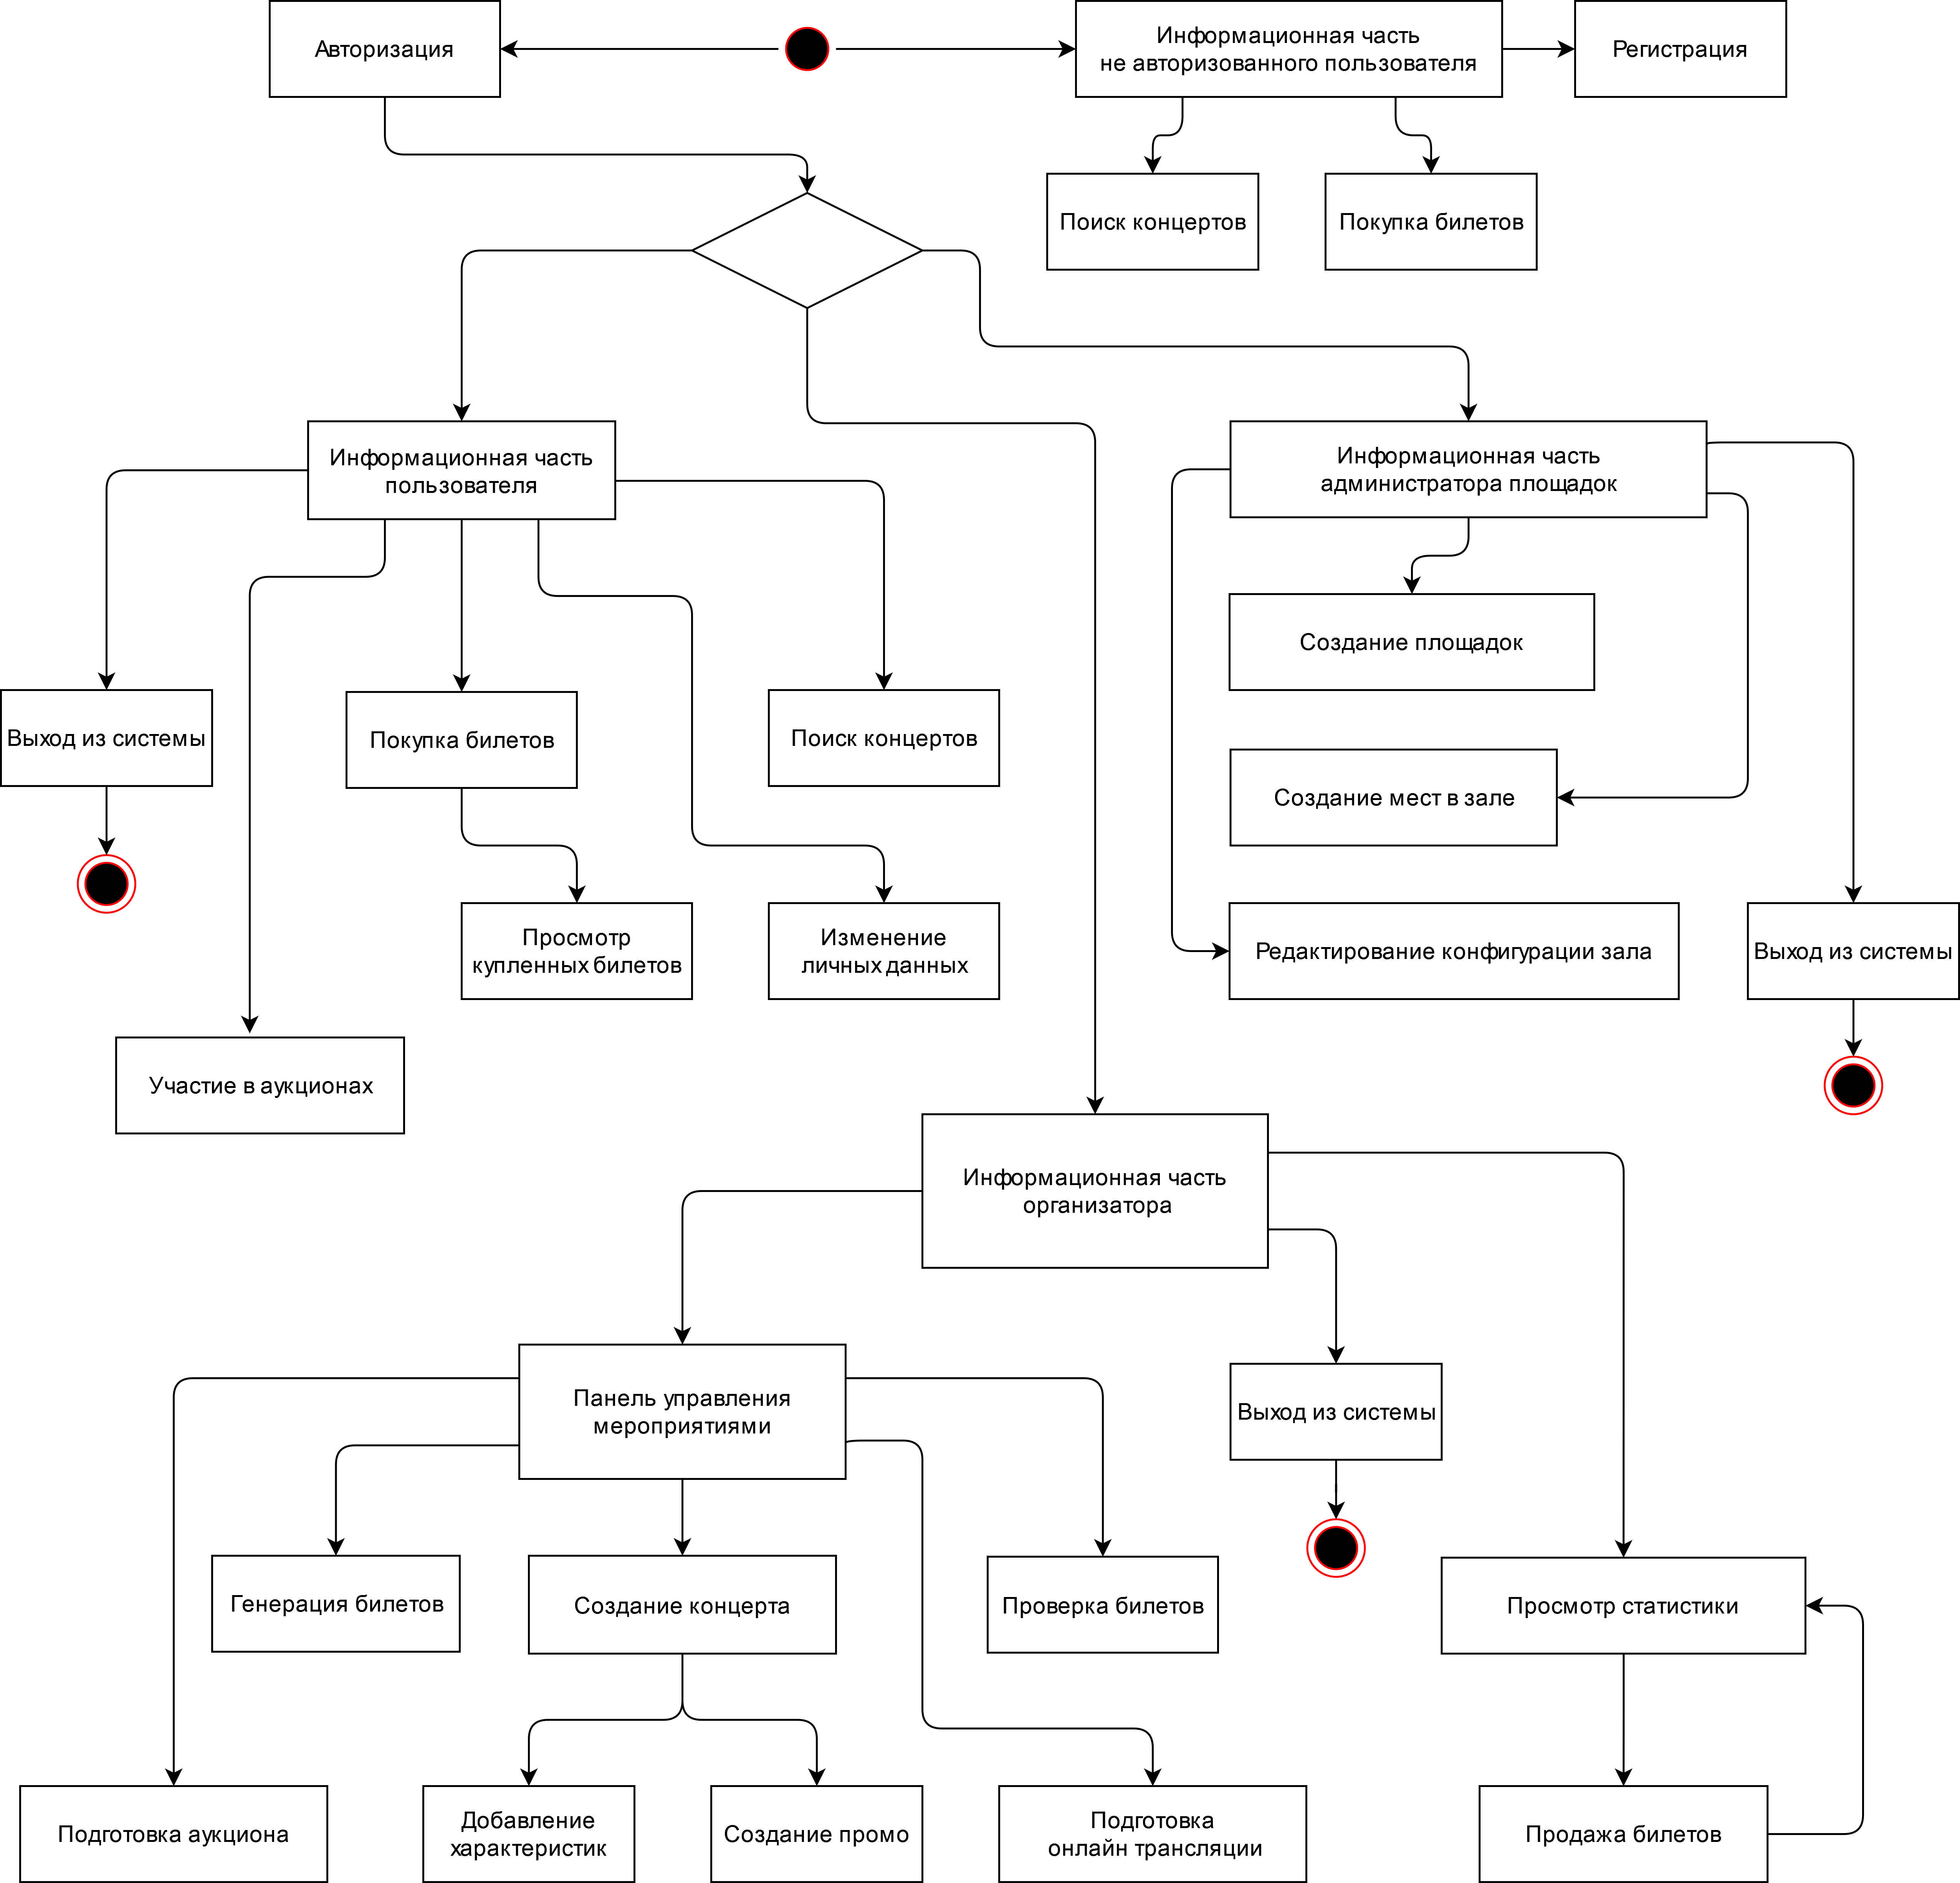 Авторизация
Информационная часть
не авторизованного пользователя
Регистрация
Поиск концертов
Покупка билетов
Информационная часть
пользователя
Информационная часть
администратора площадок
Создание площадок
Выход из системы
Покупка билетов
Поиск концертов
Создание мест в зале
Просмотр
купленных билетов
Изменение
личных данных
Редактирование конфигурации зала
Выход из системы
Участие в аукционах
Информационная часть
организатора
Панель управления
мероприятиями
Выход из системы
Генерация билетов
Создание концерта
Проверка билетов
Просмотр статистики
Подготовка аукциона
Добавление
характеристик
Создание промо
Подготовка
онлайн трансляции
Продажа билетов